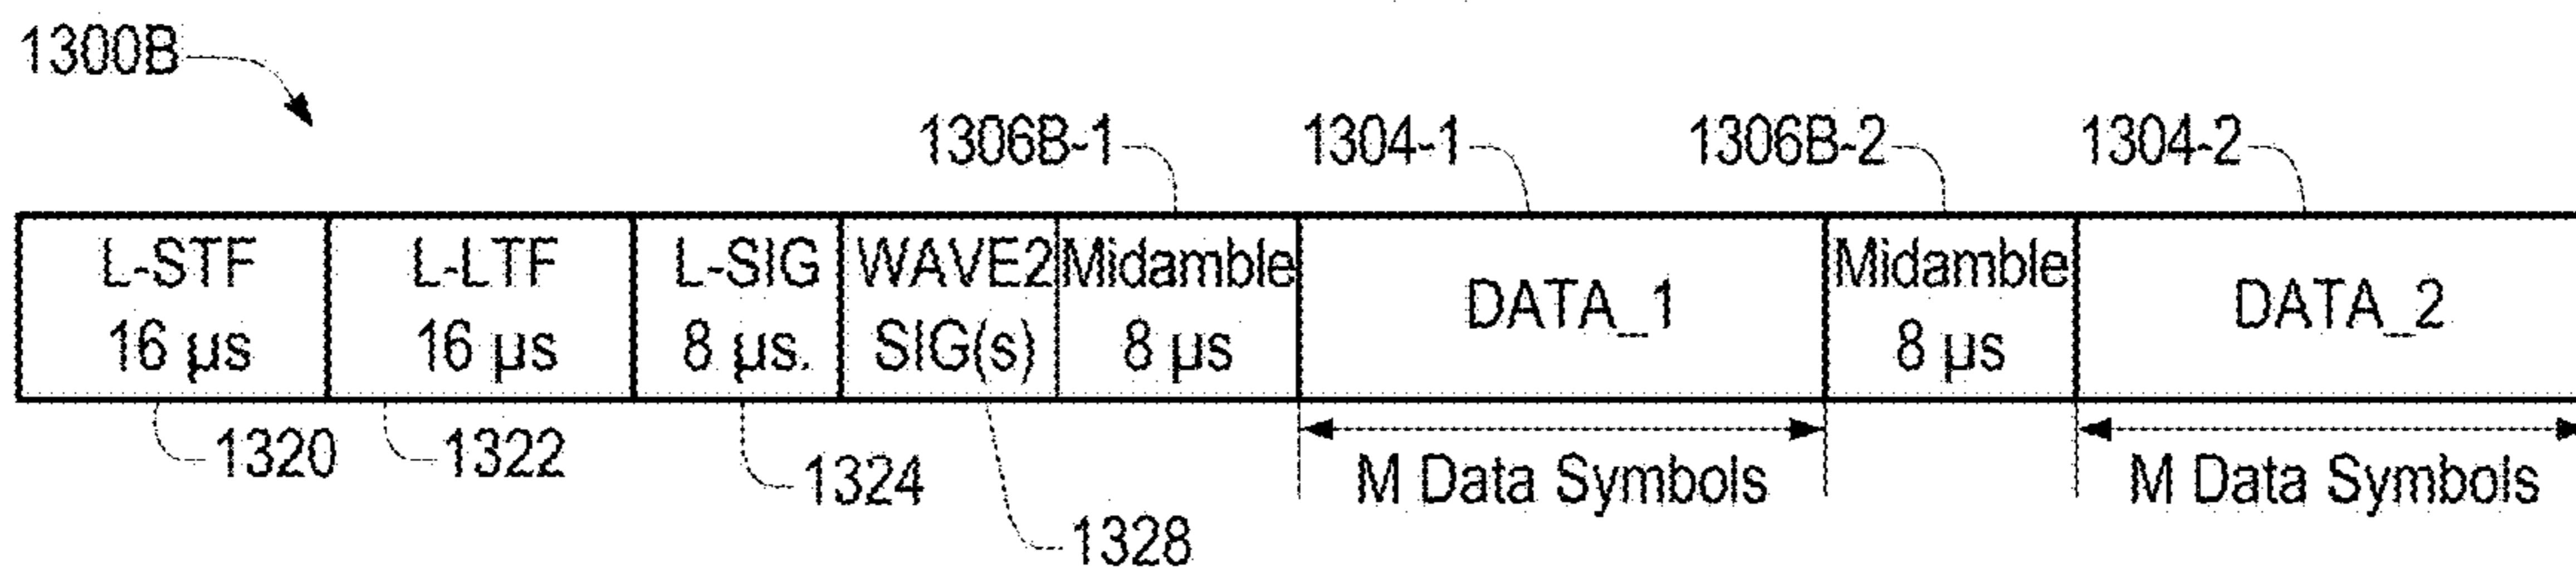 1300B
1306B-1 1304-1 1306B-2 1304-2
L-STF L-LTF L-SIG WAVE2 Midamble DATA_1 Midamble DATA_2
16 µs 16 µs 8 µs. SIG(s) 8 µs 8 µs
1320 1322 1324 M Data Symbols M Data Symbols
1328